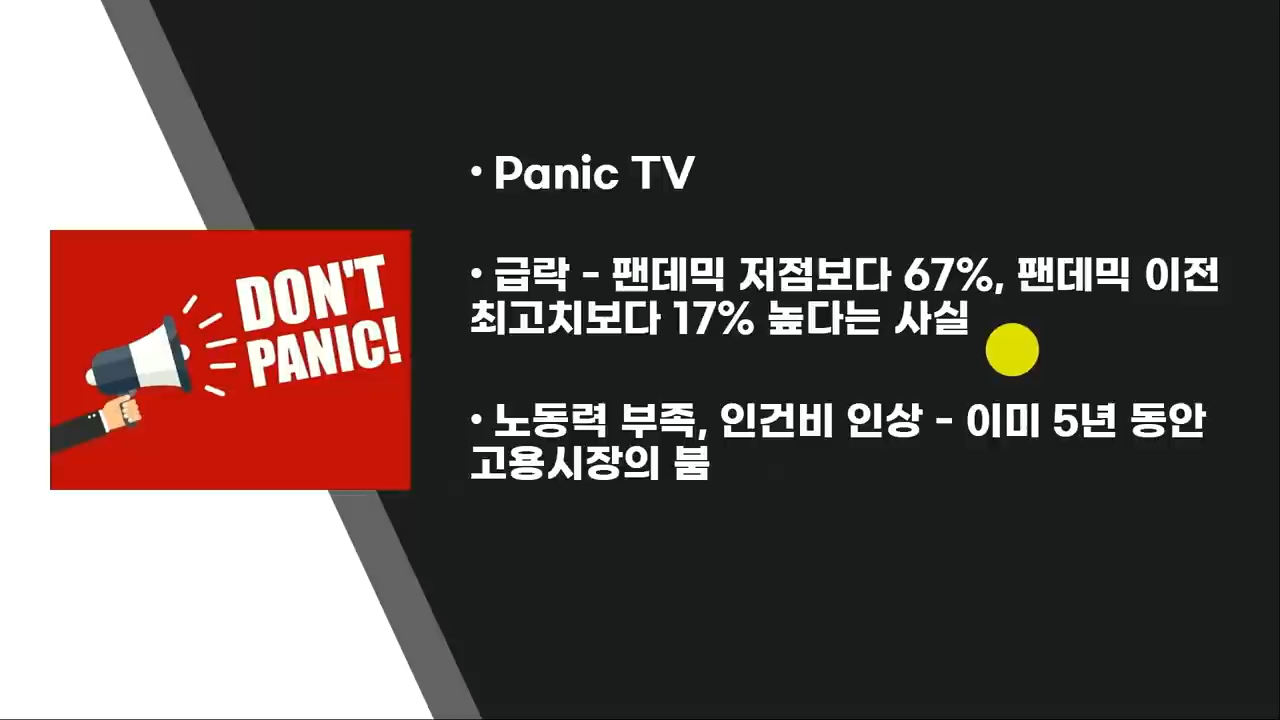 DON'T
PANIC!
• Panic TV
• 급락 - 팬데믹 저점보다 67%, 팬데믹 이전
최고치보다 17% 높다는 사실
• 노동력 부족, 인건비 인상 - 이미 5년 동안
고용시장의 붐